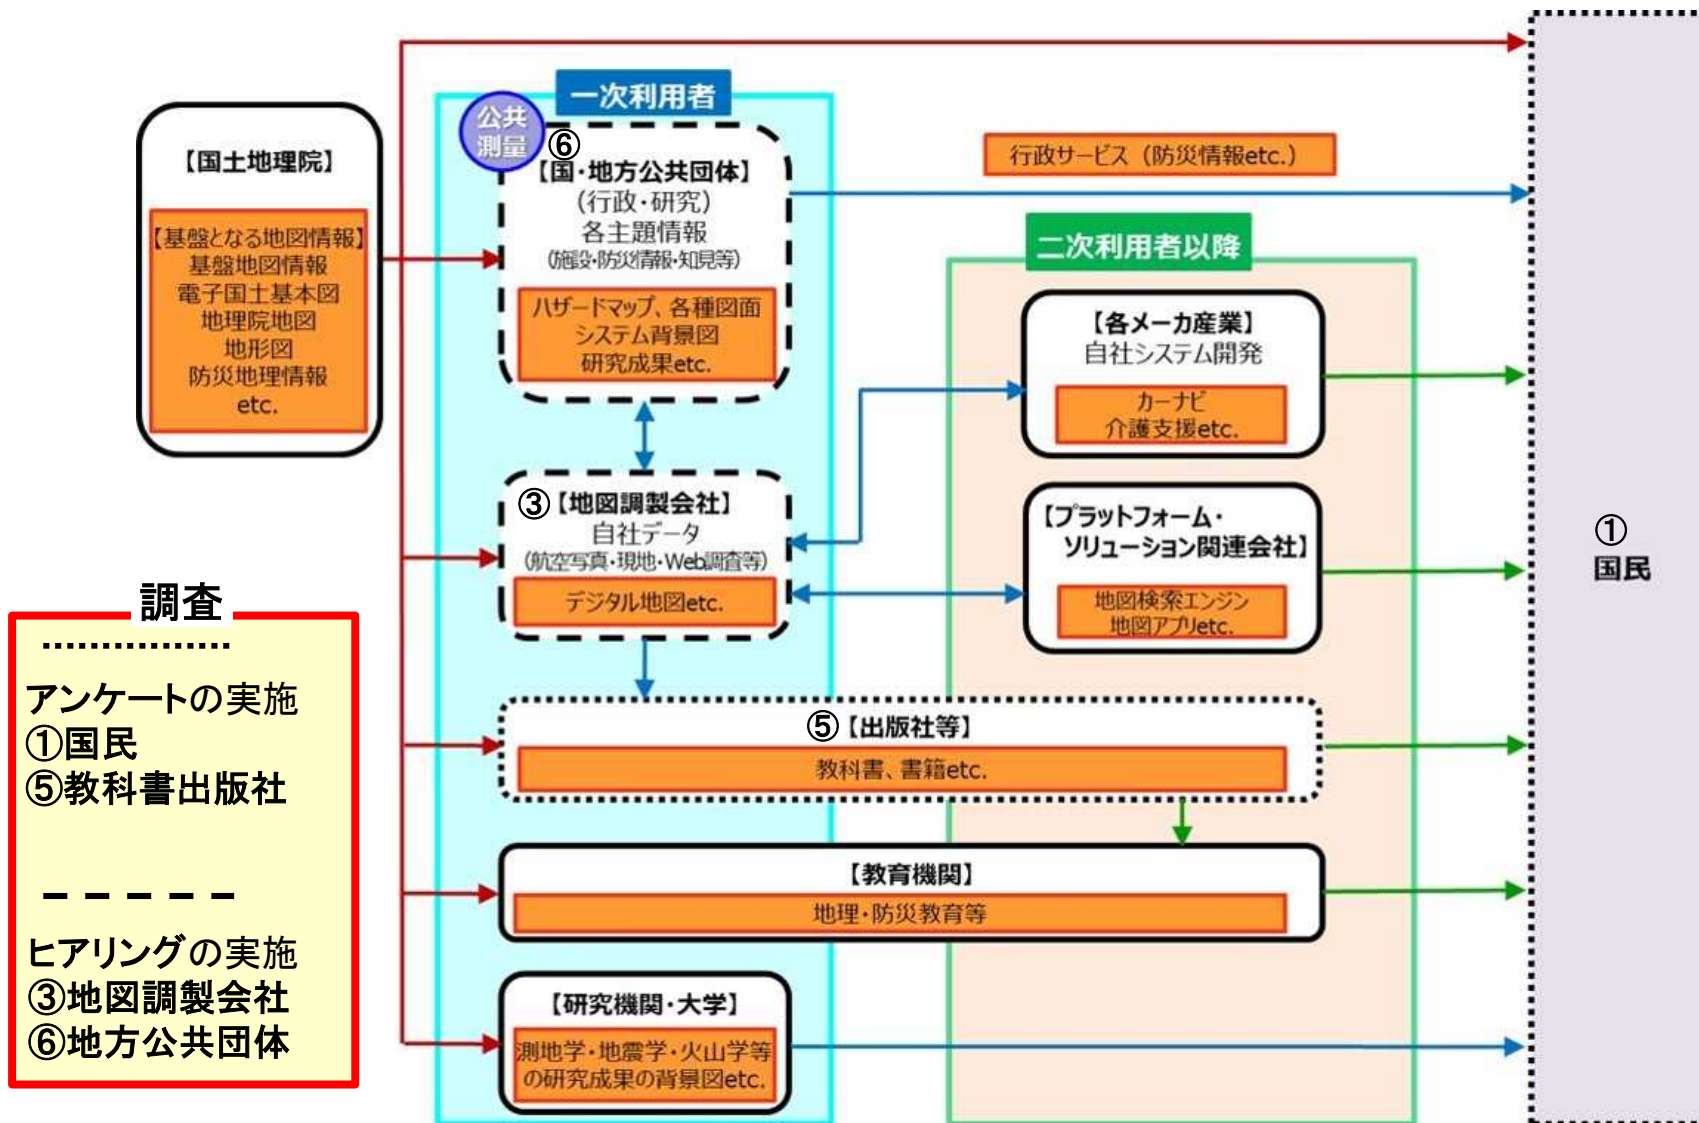 【国土地理院】
【基盤となる地図情報】
基盤地図情報
電子国土基本図
地理院地図
地形図
防災地理情報
etc.
一次利用者
公共
測量
⑥
【国・地方公共団体】
（行政・研究）
各主題情報
（施設・防災情報・知見等）
ハザードマップ、各種図面
システム背景図
研究成果etc.
行政サービス（防災情報etc.）
二次利用者以降
【各メーカ産業】
自社システム開発
カーナビ
介護支援etc.
③【地図調製会社】
自社データ
（航空写真・現地・Web調査等）
デジタル地図etc.
【プラットフォーム・
ソリューション関連会社】
地図検索エンジン
地図アプリetc.
⑤【出版社等】
教科書、書籍etc.
【教育機関】
地理・防災教育等
【研究機関・大学】
測地学・地震学・火山学等
の研究成果の背景図etc.
①
国民
調査
アンケートの実施
①国民
⑤教科書出版社
ヒアリングの実施
③地図調製会社
⑥地方公共団体